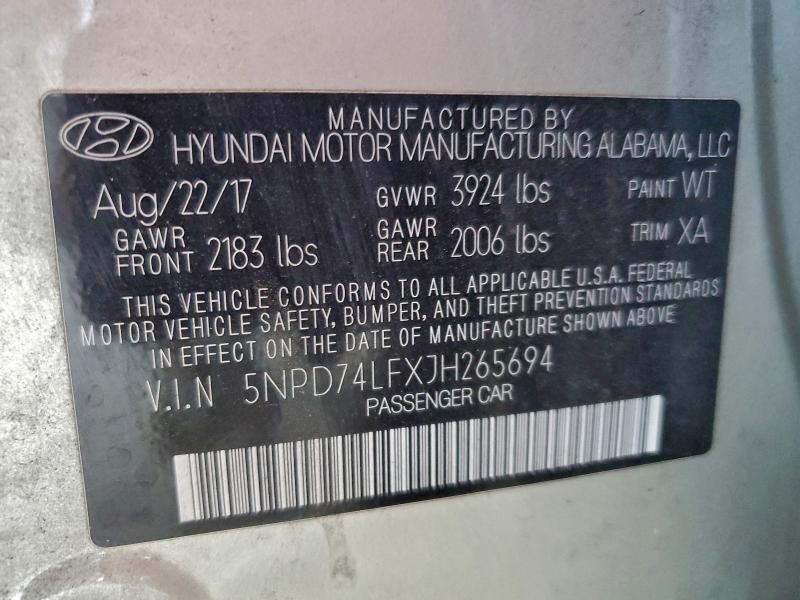 MANUFACTURED BY
HYUNDAI MOTOR MANUFACTURING ALABAMA, LLC
Aug/22/17 GVWR 3924 lbs PAINT WT
GAWR FRONT 2183 lbs GAWR REAR 2006 lbs TRIM XA
THIS VEHICLE CONFORMS TO ALL APPLICABLE U.S.A. FEDERAL
MOTOR VEHICLE SAFETY, BUMPER, AND THEFT PREVENTION STANDARDS
IN EFFECT ON THE DATE OF MANUFACTURE SHOWN ABOVE
V.I.N 5NPD74LFXJH265694
PASSENGER CAR